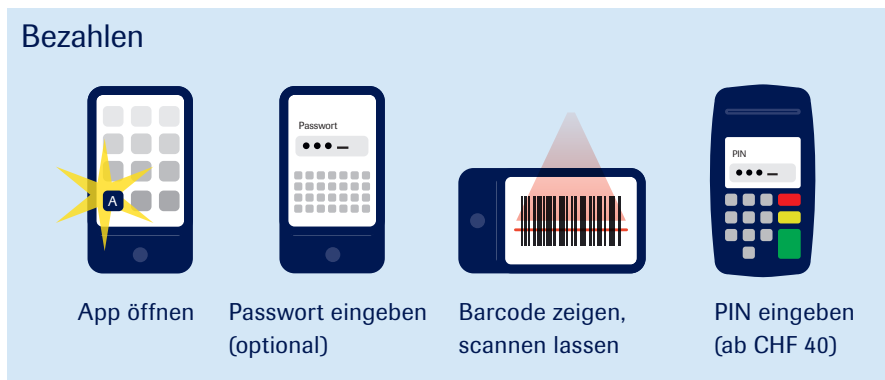 Bezahlen
A
Passwort
PIN
App öffnen
Passwort eingeben
(optional)
Barcode zeigen,
scannen lassen
PIN eingeben
(ab CHF 40)